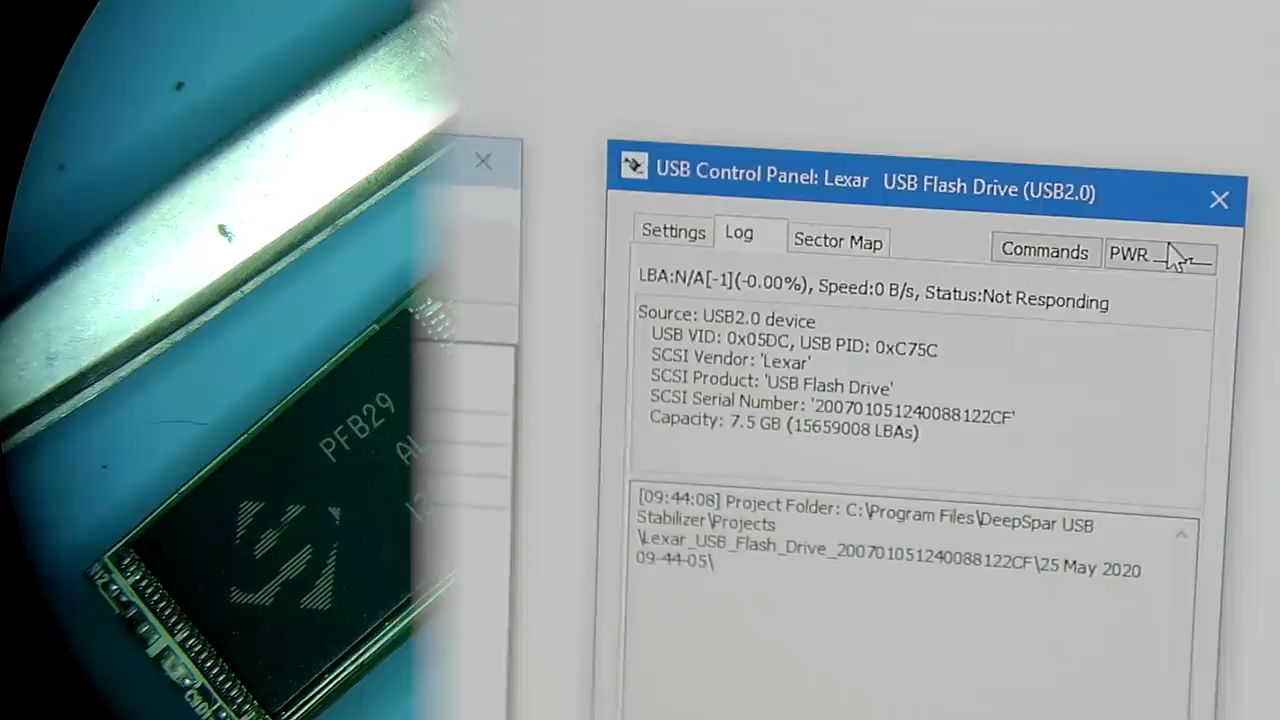 PFB29
USB Control Panel: Lexar USB Flash Drive (USB2.0)
Settings Log Sector Map Commands PWR
LBA:N/A[-1](-0.00%), Speed:0 B/s, Status:Not Responding
Source: USB2.0 device
USB VID: 0x05DC, USB PID: 0xC75C
SCSI Vendor: 'Lexar'
SCSI Product: 'USB Flash Drive'
SCSI Serial Number: '200701051240088122CF'
Capacity: 7.5 GB (15659008 LBAs)
[09:44:08] Project Folder: C:\Program Files\DeepSpar USB
Stabilizer\Projects
\Lexar_USB_Flash_Drive_200701051240088122CF\25 May 2020
09-44-05\